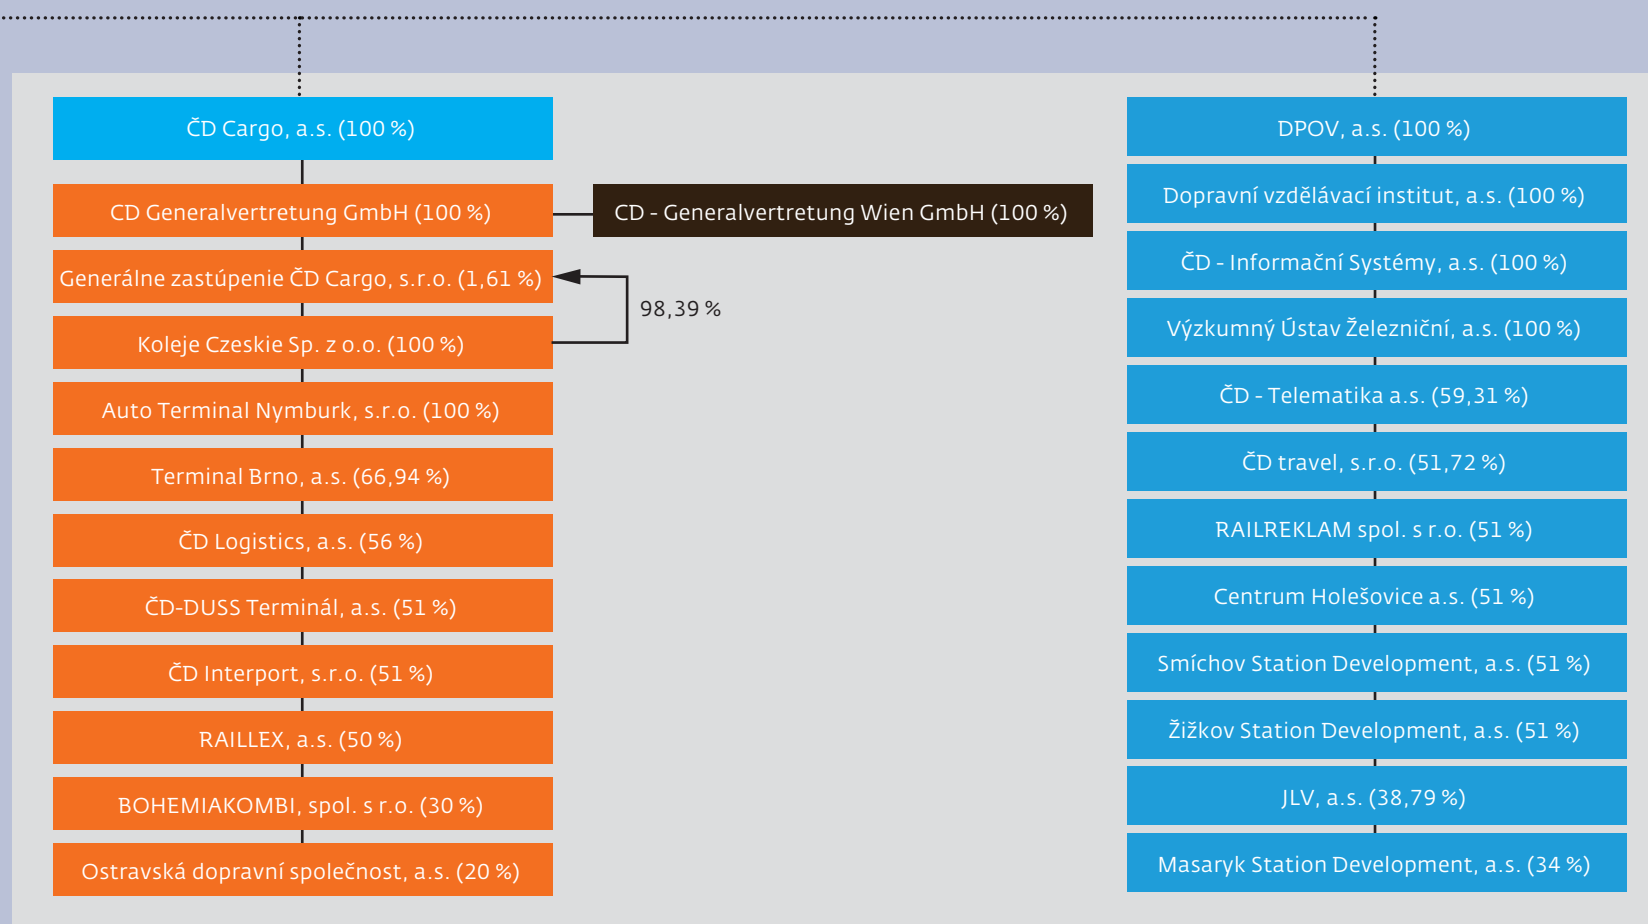 ČD Cargo, a.s. (100 %)
CD Generalvertretung GmbH (100 %)
CD - Generalvertretung Wien GmbH (100 %)
Generálne zastúpenie ČD Cargo, s.r.o. (1,61 %)
98,39 %
Koleje Czeskie Sp. z o.o. (100 %)
Auto Terminal Nymburk, s.r.o. (100 %)
Terminal Brno, a.s. (66,94 %)
ČD Logistics, a.s. (56 %)
ČD-DUSS Terminál, a.s. (51 %)
ČD Interport, s.r.o. (51 %)
RAILLEX, a.s. (50 %)
BOHEMIAKOMBI, spol. s r.o. (30 %)
Ostravská dopravní společnost, a.s. (20 %)
DPOV, a.s. (100 %)
Dopravní vzdělávací institut, a.s. (100 %)
ČD - Informační Systémy, a.s. (100 %)
Výzkumný Ústav Železniční, a.s. (100 %)
ČD - Telematika a.s. (59,31 %)
ČD travel, s.r.o. (51,72 %)
RAILREKLAM spol. s r.o. (51 %)
Centrum Holešovice a.s. (51 %)
Smíchov Station Development, a.s. (51 %)
Žižkov Station Development, a.s. (51 %)
JLV, a.s. (38,79 %)
Masaryk Station Development, a.s. (34 %)